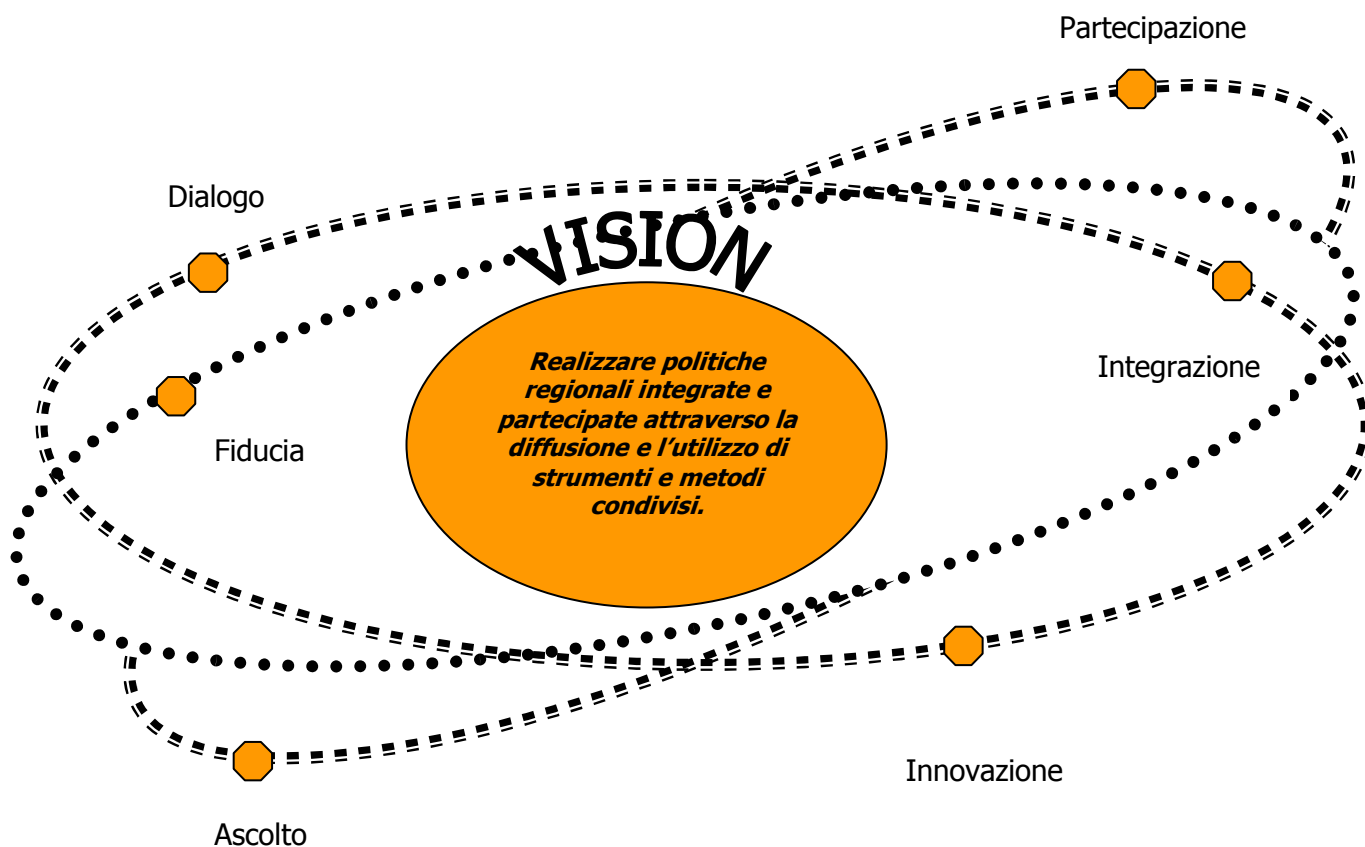 Partecipazione
Dialogo
VISION
Realizzare politiche
regionali integrate e
partecipate attraverso la
diffusione e l’utilizzo di
strumenti e metodi
condivisi.
Integrazione
Fiducia
Innovazione
Ascolto